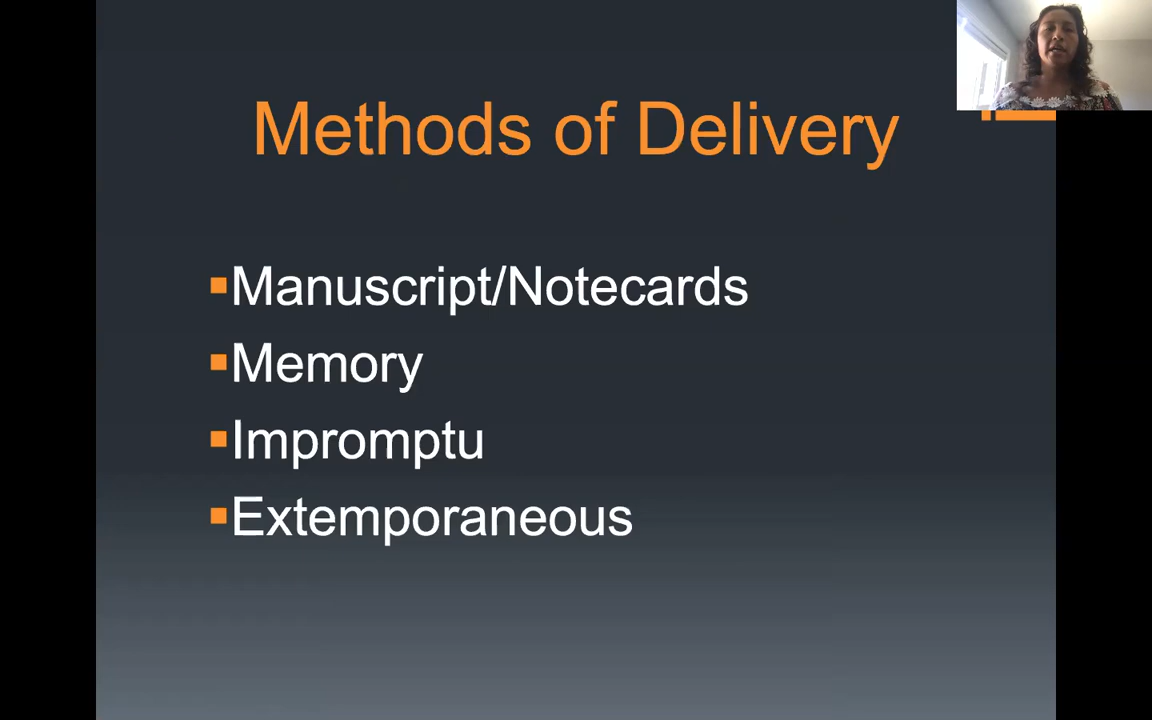 Methods of Delivery
Manuscript/Notecards
Memory
Impromptu
Extemporaneous